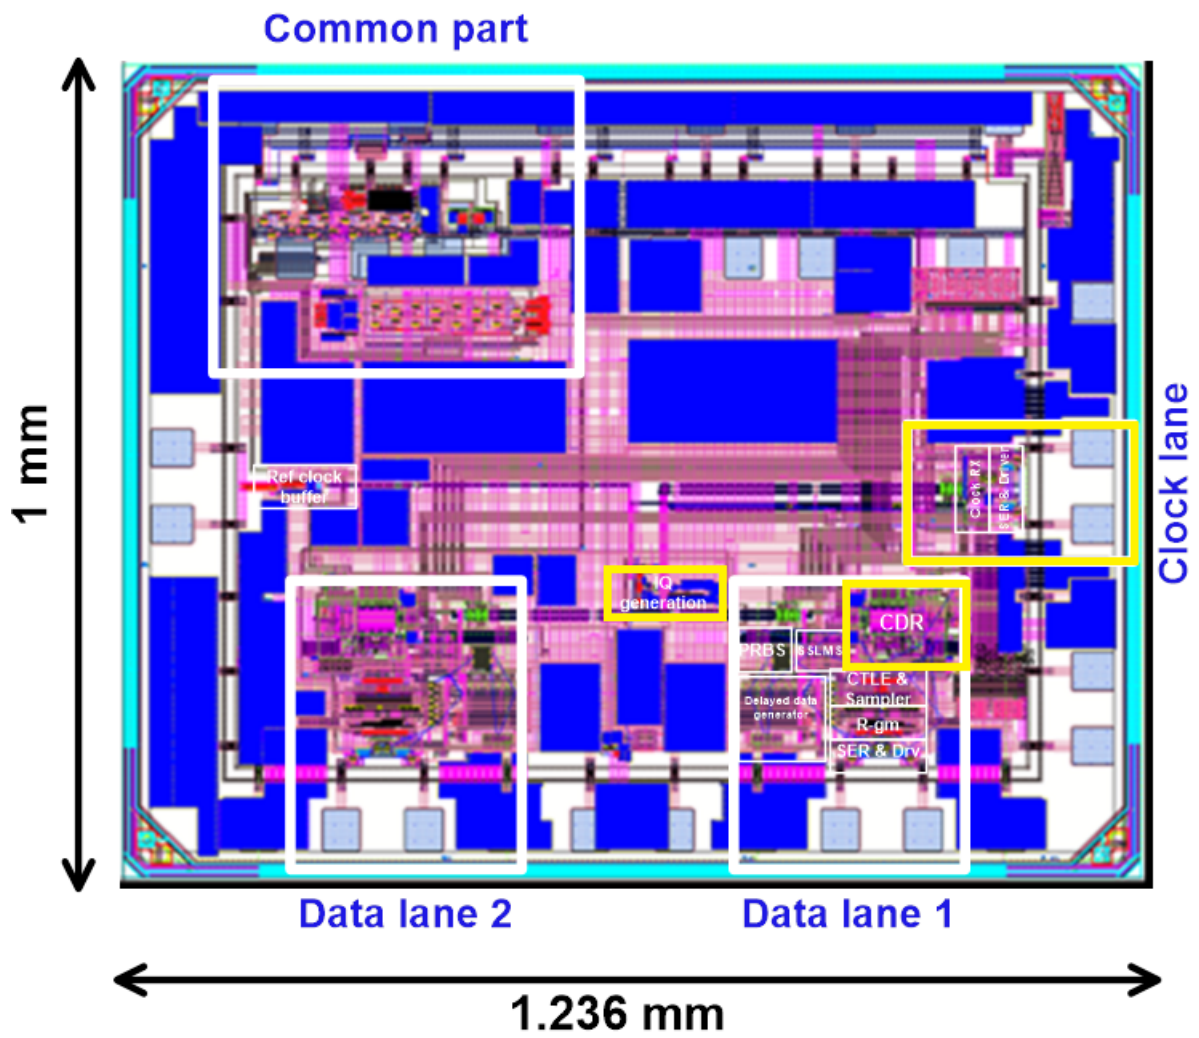 Common part
1 mm
Ref clock
buffer
Clock RX
SER & Driver
Clock lane
IQ
generation
CDR
PRBS
SSLMS
CTLE &
Sampler
Delayed data
generator
R-gm
SER & Drv
Data lane 2
Data lane 1
1.236 mm